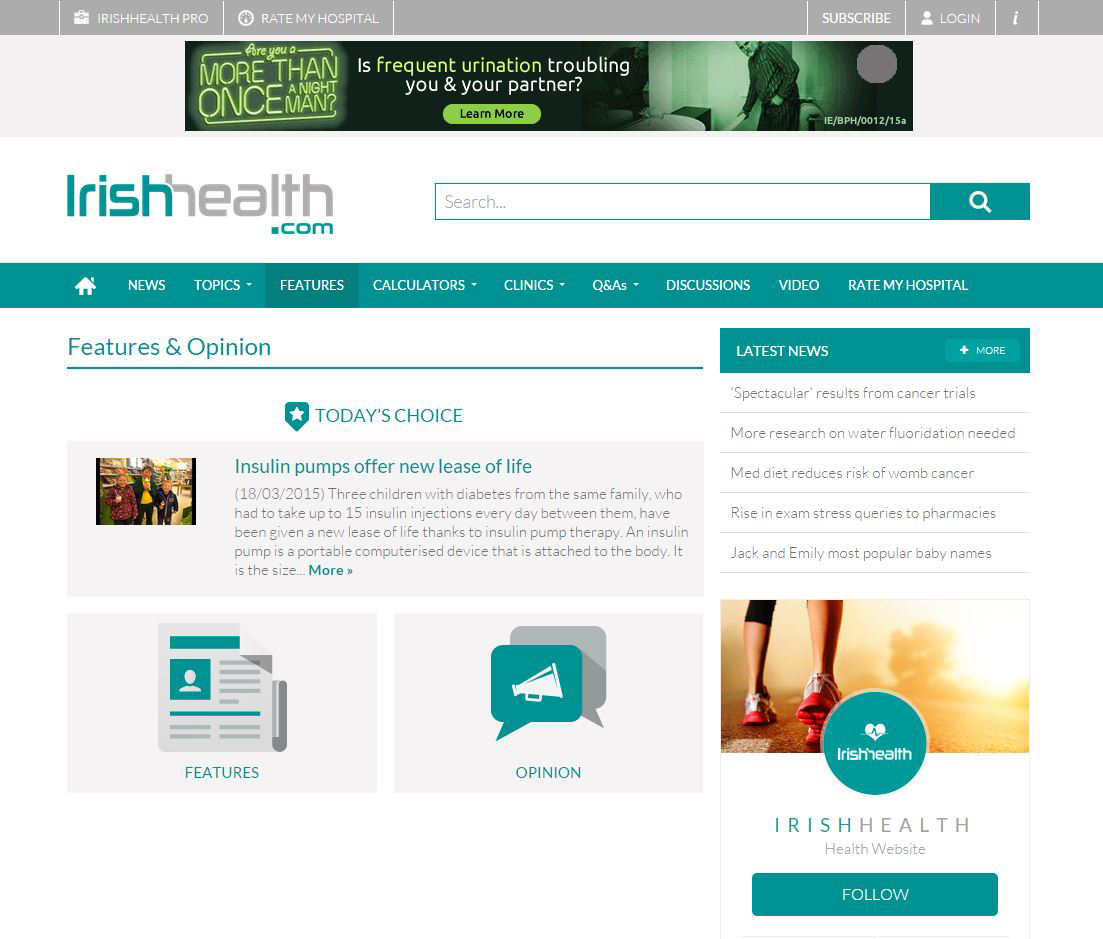 IRISHHEALTH PRO
RATE MY HOSPITAL
SUBSCRIBE
LOGIN
i
Are you a
MORE THAN
ONCE A NIGHT
MAN?
Is frequent urination troubling
you & your partner?
Learn More
IE/BPH/0012/15a
Irishhealth
.com
Search...
NEWS
TOPICS
FEATURES
CALCULATORS
CLINICS
Q&As
DISCUSSIONS
VIDEO
RATE MY HOSPITAL
Features & Opinion
TODAY'S CHOICE
Insulin pumps offer new lease of life
(18/03/2015) Three children with diabetes from the same family, who
had to take up to 15 insulin injections every day between them, have
been given a new lease of life thanks to insulin pump therapy. An insulin
pump is a portable computerised device that is attached to the body. It
is the size... More »
FEATURES
OPINION
LATEST NEWS
+ MORE
'Spectacular' results from cancer trials
More research on water fluoridation needed
Med diet reduces risk of womb cancer
Rise in exam stress queries to pharmacies
Jack and Emily most popular baby names
Irishhealth
IRISHHEALTH
Health Website
FOLLOW